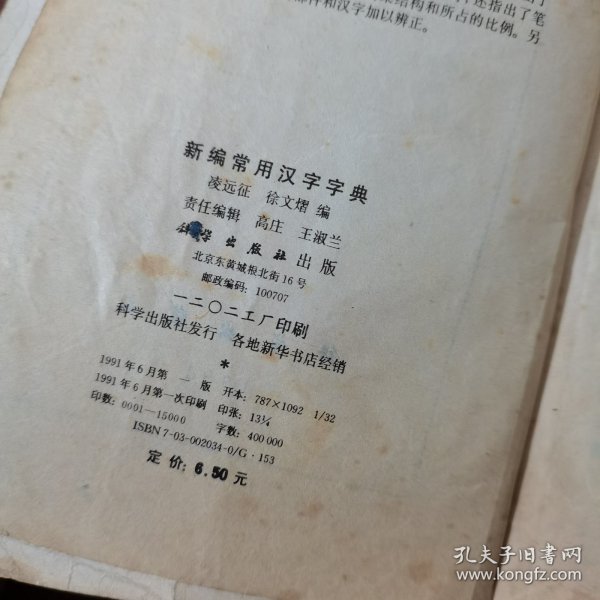 结构和所占的比例。另
和汉字加以辨正。
新编常用汉字字典
凌远征 徐文熠 编
责任编辑 高庄 王淑兰
科学出版社 出版
北京东黄城根北街16号
邮政编码：100707
一二〇二工厂印刷
科学出版社发行 各地新华书店经销
*
1991年6月第 一 版 开本：787×1092 1/32
1991年6月第一次印刷 印张：13¼
印数：0001—15000 字数：400000
ISBN 7-03-002034-0/G·153
定价：6.50元
孔夫子旧书网
www.kongfz.com